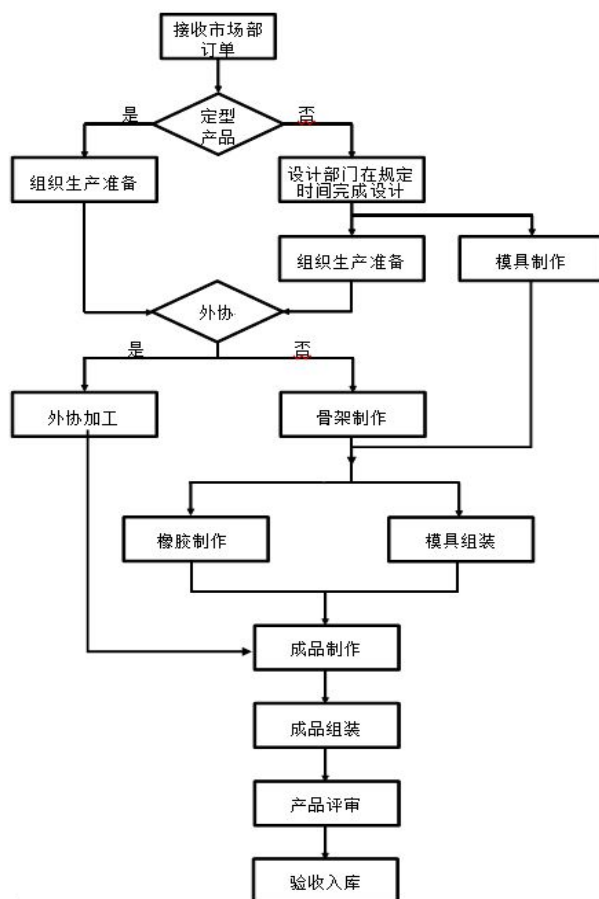 接收市场部
订单
是
定型
产品
否
组织生产准备
设计部门在规定
时间完成设计
组织生产准备
模具制作
外协
是
否
外协加工
骨架制作
橡胶制作
模具组装
成品制作
成品组装
产品评审
验收入库